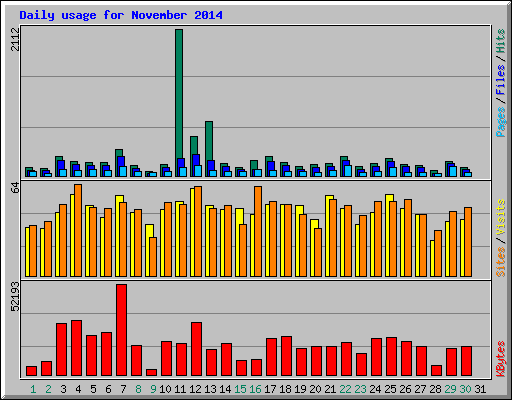 Daily usage for November 2014
2112
64
52193
Pages / Files / Hits
Sites / Visits
KBytes
1 2 3 4 5 6 7 8 9 10 11 12 13 14 15 16 17 18 19 20 21 22 23 24 25 26 27 28 29 30 31